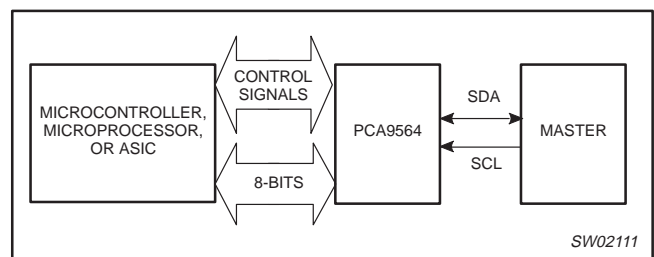 CONTROL
SIGNALS
MICROCONTROLLER,
MICROPROCESSOR,
OR ASIC
8-BITS
PCA9564
SDA
SCL
MASTER
SW02111